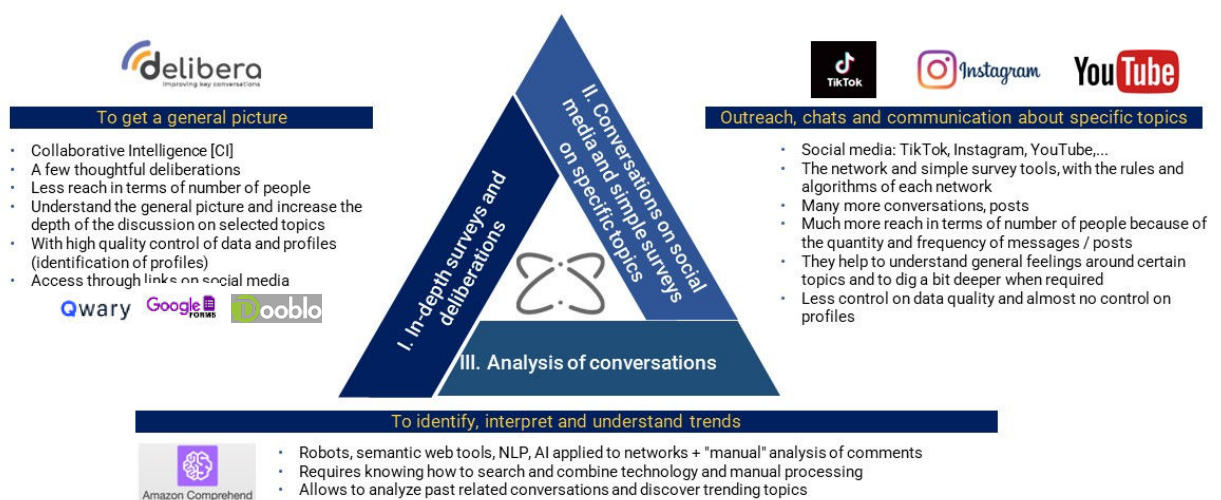 delibera
improving key conversations
To get a general picture
• Collaborative Intelligence [CI]
• A few thoughtful deliberations
• Less reach in terms of number of people
• Understand the general picture and increase the
depth of the discussion on selected topics
• With high quality control of data and profiles
(identification of profiles)
• Access through links on social media
Qwary
Google
FORMS
Dooblo
I. In-depth surveys and
deliberations
II. Conversations on social
media and simple surveys
on specific topics
III. Analysis of conversations
TikTok
Instagram
YouTube
Outreach, chats and communication about specific topics
• Social media: TikTok, Instagram, YouTube,...
• The network and simple survey tools, with the rules and
algorithms of each network
• Many more conversations, posts
• Much more reach in terms of number of people because of
the quantity and frequency of messages / posts
• They help to understand general feelings around certain
topics and to dig a bit deeper when required
• Less control on data quality and almost no control on
profiles
To identify, interpret and understand trends
Amazon Comprehend
• Robots, semantic web tools, NLP, AI applied to networks + "manual" analysis of comments
• Requires knowing how to search and combine technology and manual processing
• Allows to analyze past related conversations and discover trending topics